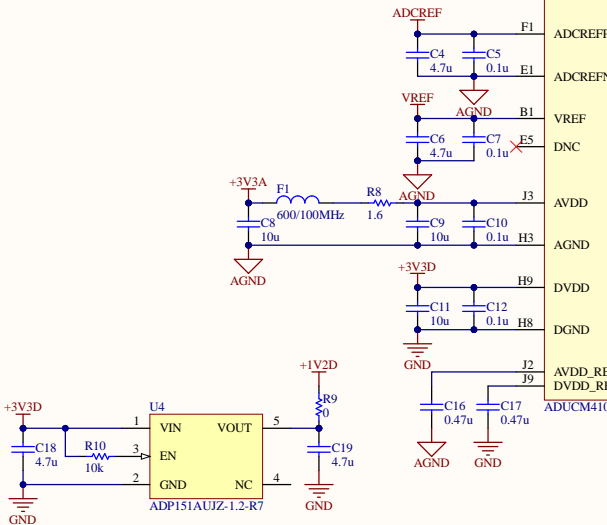 ADCREF
F1 ADCREFP
C4 4.7u
C5 0.1u
E1 ADCREFN
AGND
VREF
B1 VREF
C6 4.7u
C7 0.1u
E5 DNC
AGND
+3V3A
F1
600/100MHz
R8
1.6
J3 AVDD
C8 10u
C9 10u
C10 0.1u
H3 AGND
AGND
+3V3D
H9 DVDD
C11 10u
C12 0.1u
H8 DGND
GND
J2 AVDD_RE
J9 DVDD_RE
ADUCM410
C16 0.47u
C17 0.47u
AGND
GND
+3V3D
U4
+1V2D
R9 0
1 VIN
VOUT 5
C18 4.7u
R10
10k
3 EN
C19 4.7u
2 GND
NC 4
ADP151AUJZ-1.2-R7
GND
GND